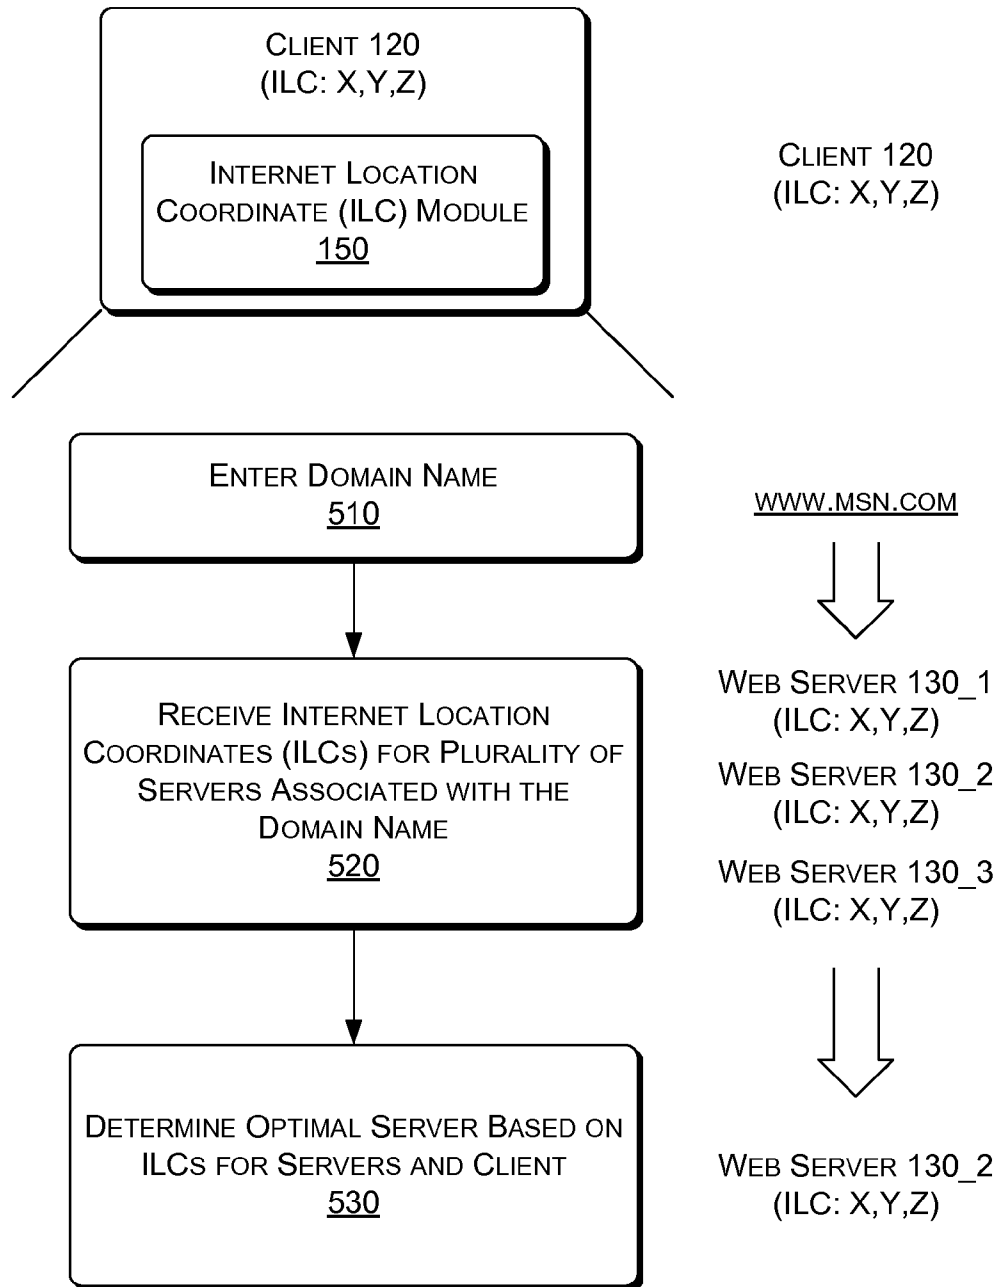 CLIENT 120
(ILC: X,Y,Z)
INTERNET LOCATION
COORDINATE (ILC) MODULE
150
CLIENT 120
(ILC: X,Y,Z)
ENTER DOMAIN NAME
510
WWW.MSN.COM
RECEIVE INTERNET LOCATION
COORDINATES (ILCS) FOR PLURALITY OF
SERVERS ASSOCIATED WITH THE
DOMAIN NAME
520
WEB SERVER 130_1
(ILC: X,Y,Z)
WEB SERVER 130_2
(ILC: X,Y,Z)
WEB SERVER 130_3
(ILC: X,Y,Z)
DETERMINE OPTIMAL SERVER BASED ON
ILCS FOR SERVERS AND CLIENT
530
WEB SERVER 130_2
(ILC: X,Y,Z)